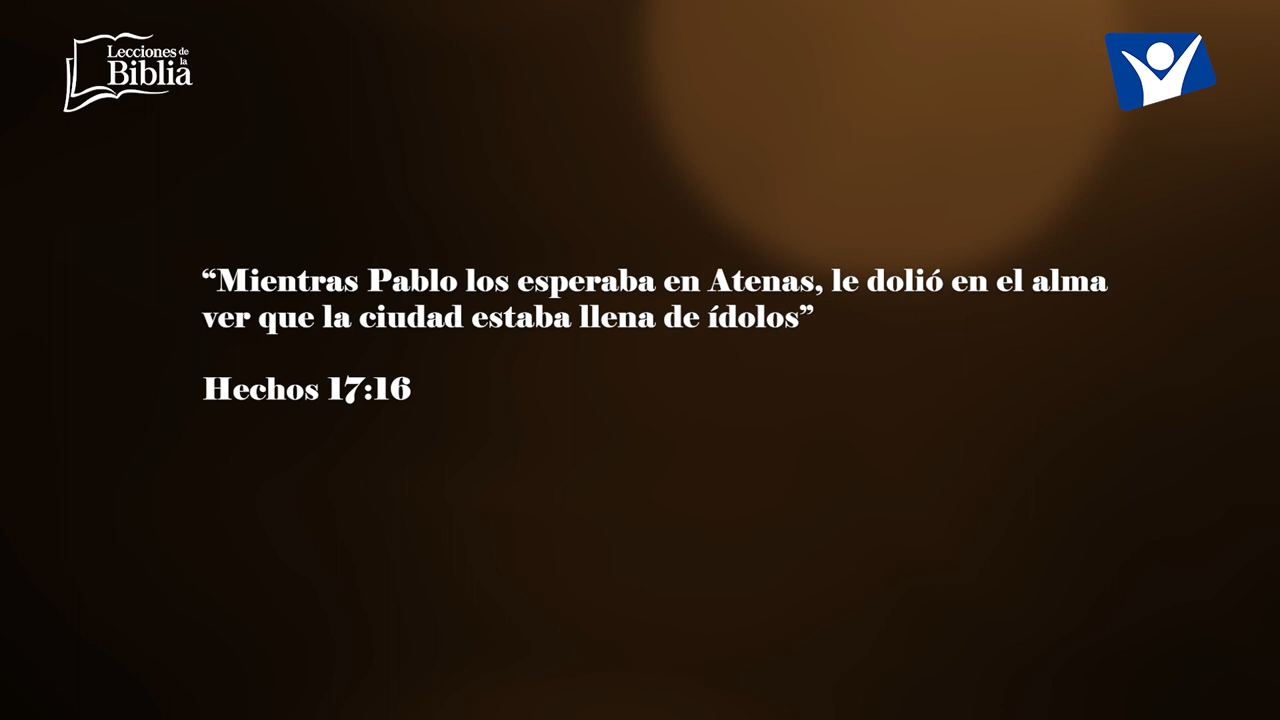 Lecciones de
la
Biblia
“Mientras Pablo los esperaba en Atenas, le dolió en el alma
ver que la ciudad estaba llena de ídolos”
Hechos 17:16